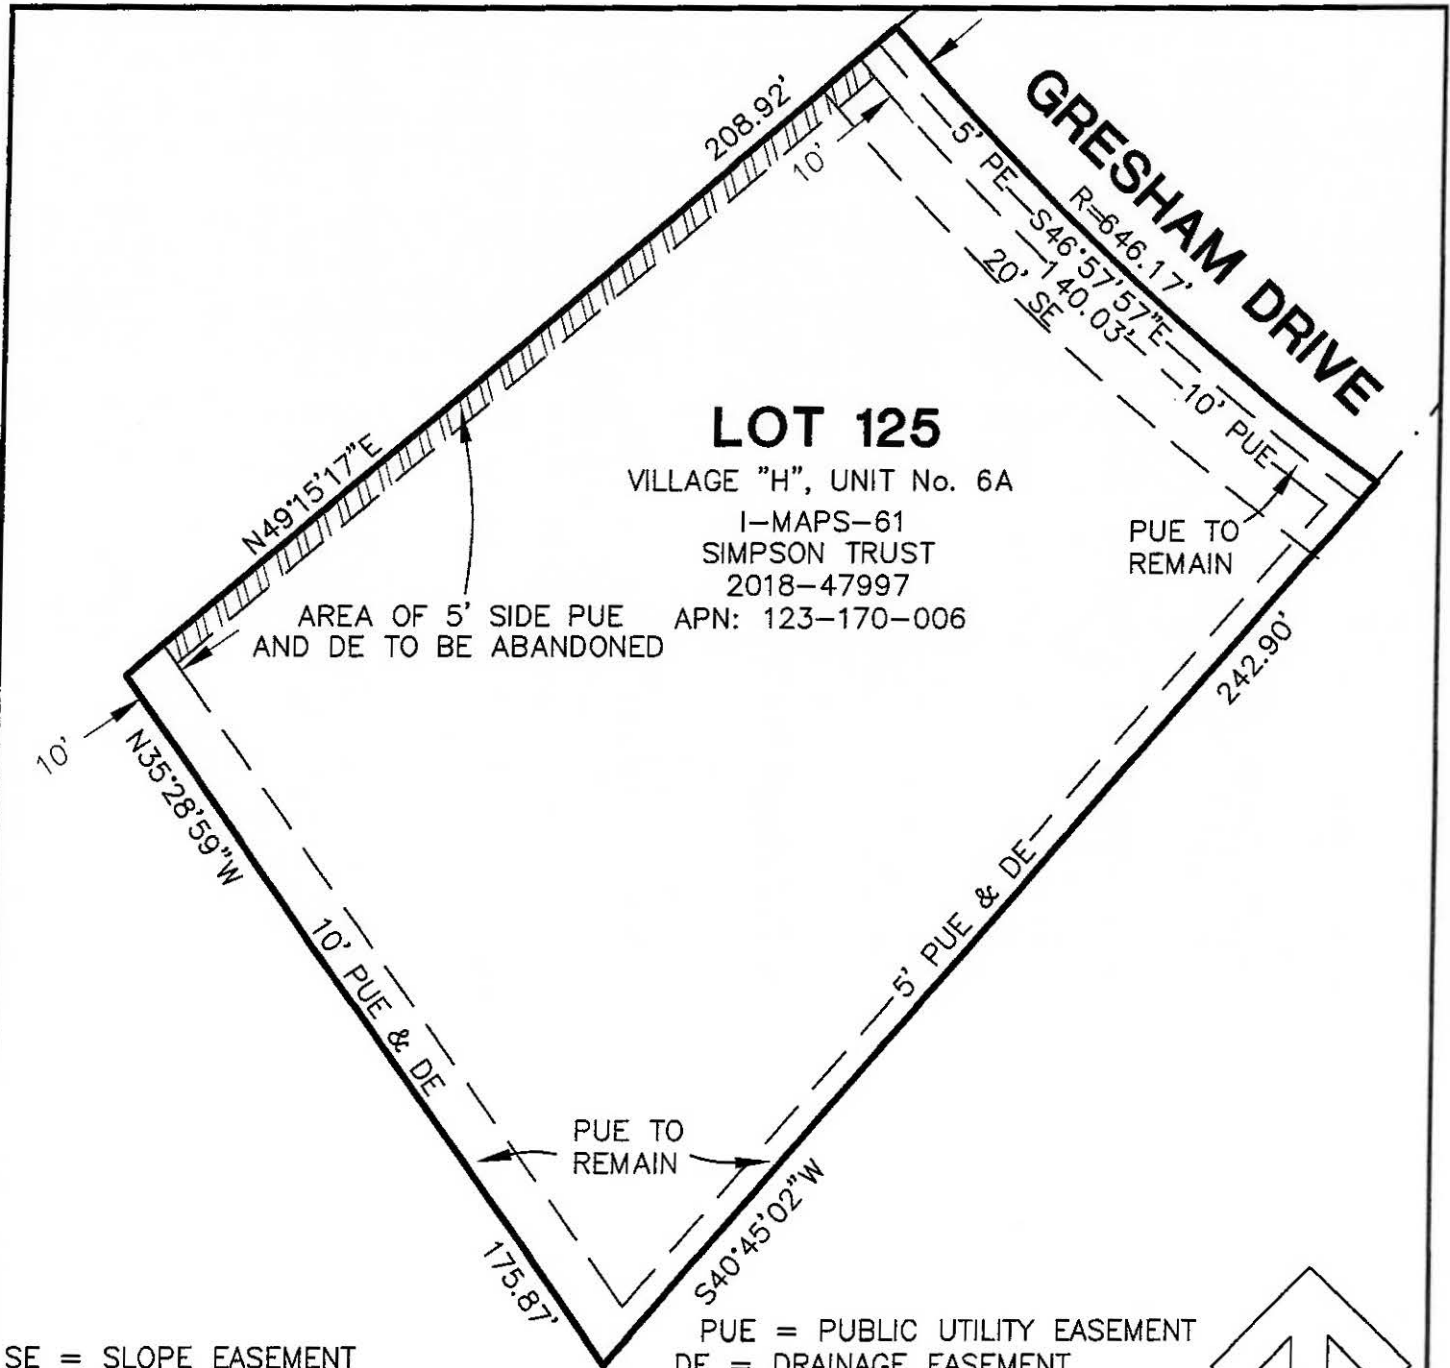 GRESHAM DRIVE
208.92'
10'
5' PE
R=646.17'
S46°57'57"E
140.03'
20' SE
10' PUE
LOT 125
VILLAGE "H", UNIT No. 6A
I-MAPS-61
SIMPSON TRUST
2018-47997
APN: 123-170-006
PUE TO
REMAIN
N49°15'17"E
AREA OF 5' SIDE PUE
AND DE TO BE ABANDONED
242.90'
10'
N35°28'59"W
10' PUE & DE
5' PUE & DE
PUE TO
REMAIN
S40°45'02"W
175.87'
PUE = PUBLIC UTILITY EASEMENT
SE = SLOPE EASEMENT
DE = DRAINAGE EASEMENT